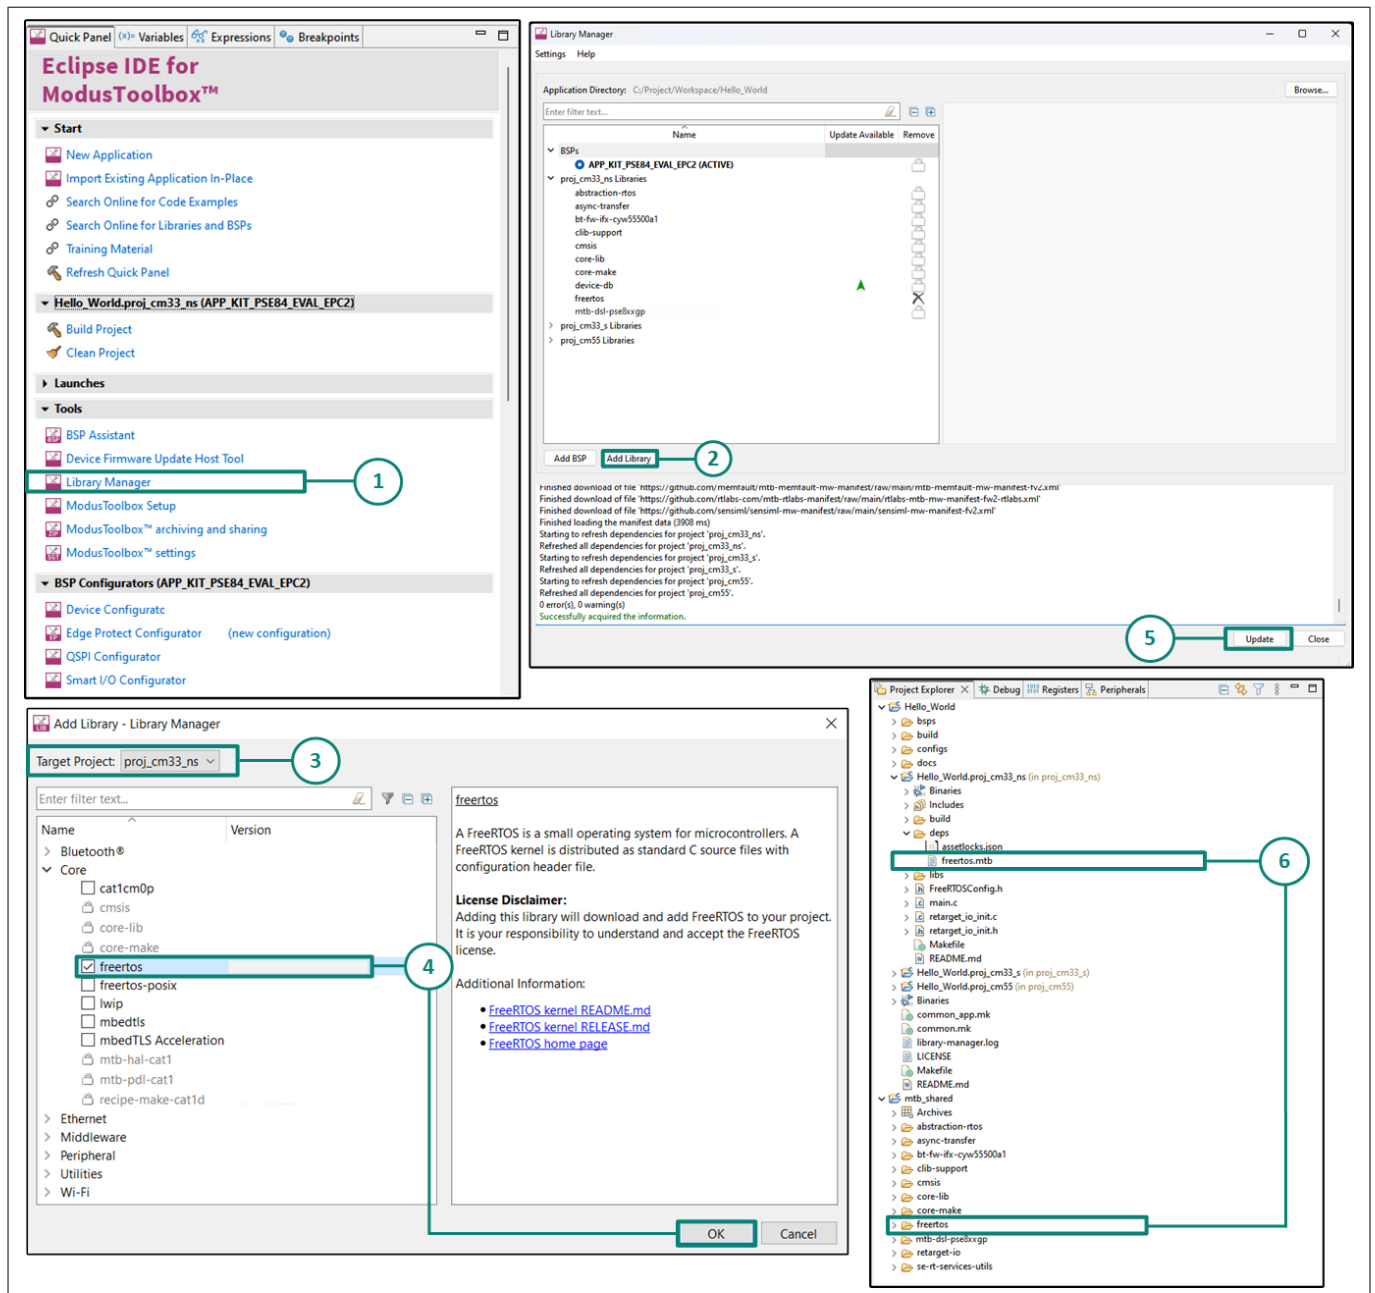 Quick Panel (x)= Variables Expressions Breakpoints
Eclipse IDE for
ModusToolbox™
Start
New Application
Import Existing Application In-Place
Search Online for Code Examples
Search Online for Libraries and BSPs
Training Material
Refresh Quick Panel
Hello_World.proj_cm33_ns (APP_KIT_PSE84_EVAL_EPC2)
Build Project
Clean Project
Launches
Tools
BSP Assistant
Device Firmware Update Host Tool
Library Manager
1
ModusToolbox Setup
ModusToolbox™ archiving and sharing
ModusToolbox™ settings
BSP Configurators (APP_KIT_PSE84_EVAL_EPC2)
Device Configuratc
Edge Protect Configurator (new configuration)
QSPI Configurator
Smart I/O Configurator
Library Manager
Settings Help
Application Directory: C:/Project/Workspace/Hello_World Browse...
Enter filter text...
Name Update Available Remove
BSPs
APP_KIT_PSE84_EVAL_EPC2 (ACTIVE)
proj_cm33_ns Libraries
abstraction-rtos
async-transfer
bt-fw-ifx-cyw55500a1
clib-support
cmsis
core-lib
core-make
device-db
freertos
mtb-dsl-pse8xxgp
proj_cm33_s Libraries
proj_cm55 Libraries
Add BSP Add Library
2
Finished download of file 'https://github.com/memfault/mtb-memfault-mw-manifest/raw/main/mtb-memfault-mw-manifest-fv2.xml'
Finished download of file 'https://github.com/rtlabs-com/mtb-rtlabs-manifest/raw/main/rtlabs-mtb-mw-manifest-fw2-rtlabs.xml'
Finished download of file 'https://github.com/sensiml/sensiml-mw-manifest/raw/main/sensiml-mw-manifest-fv2.xml'
Finished loading the manifest data (3908 ms)
Starting to refresh dependencies for project 'proj_cm33_ns'.
Refreshed all dependencies for project 'proj_cm33_ns'.
Starting to refresh dependencies for project 'proj_cm33_s'.
Refreshed all dependencies for project 'proj_cm33_s'.
Starting to refresh dependencies for project 'proj_cm55'.
Refreshed all dependencies for project 'proj_cm55'.
0 error(s), 0 warning(s)
Successfully acquired the information.
5
Update Close
Add Library - Library Manager
Target Project: proj_cm33_ns
3
Enter filter text...
Name Version
Bluetooth®
Core
cat1cm0p
cmsis
core-lib
core-make
freertos
4
freertos-posix
lwip
mbedtls
mbedTLS Acceleration
mtb-hal-cat1
mtb-pdl-cat1
recipe-make-cat1d
Ethernet
Middleware
Peripheral
Utilities
Wi-Fi
freertos
A FreeRTOS is a small operating system for microcontrollers. A
FreeRTOS kernel is distributed as standard C source files with
configuration header file.
License Disclaimer:
Adding this library will download and add FreeRTOS to your project.
It is your responsibility to understand and accept the FreeRTOS
license.
Additional Information:
• FreeRTOS kernel README.md
• FreeRTOS kernel RELEASE.md
• FreeRTOS home page
OK Cancel
Project Explorer Debug Registers Peripherals
Hello_World
bsps
build
configs
docs
Hello_World.proj_cm33_ns (in proj_cm33_ns)
Binaries
Includes
build
deps
assetlocks.json
freertos.mtb
6
libs
FreeRTOSConfig.h
main.c
retarget_io_init.c
retarget_io_init.h
Makefile
README.md
Hello_World.proj_cm33_s (in proj_cm33_s)
Hello_World.proj_cm55 (in proj_cm55)
Binaries
common_app.mk
common.mk
library-manager.log
LICENSE
Makefile
README.md
mtb_shared
Archives
abstraction-rtos
async-transfer
bt-fw-ifx-cyw55500a1
clib-support
cmsis
core-lib
core-make
freertos
mtb-dsl-pse8xxgp
retarget-io
se-rt-services-utils